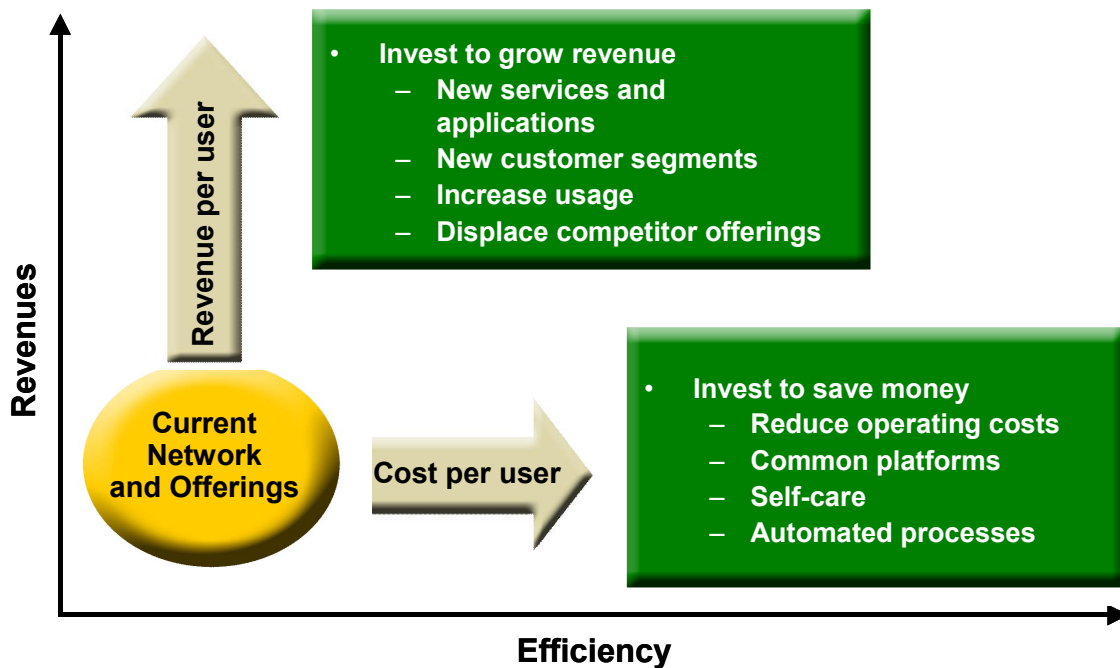 • Invest to grow revenue
– New services and
applications
– New customer segments
– Increase usage
– Displace competitor offerings
Revenue per user
Revenues
Current
Network
and Offerings
Cost per user
• Invest to save money
– Reduce operating costs
– Common platforms
– Self-care
– Automated processes
Efficiency